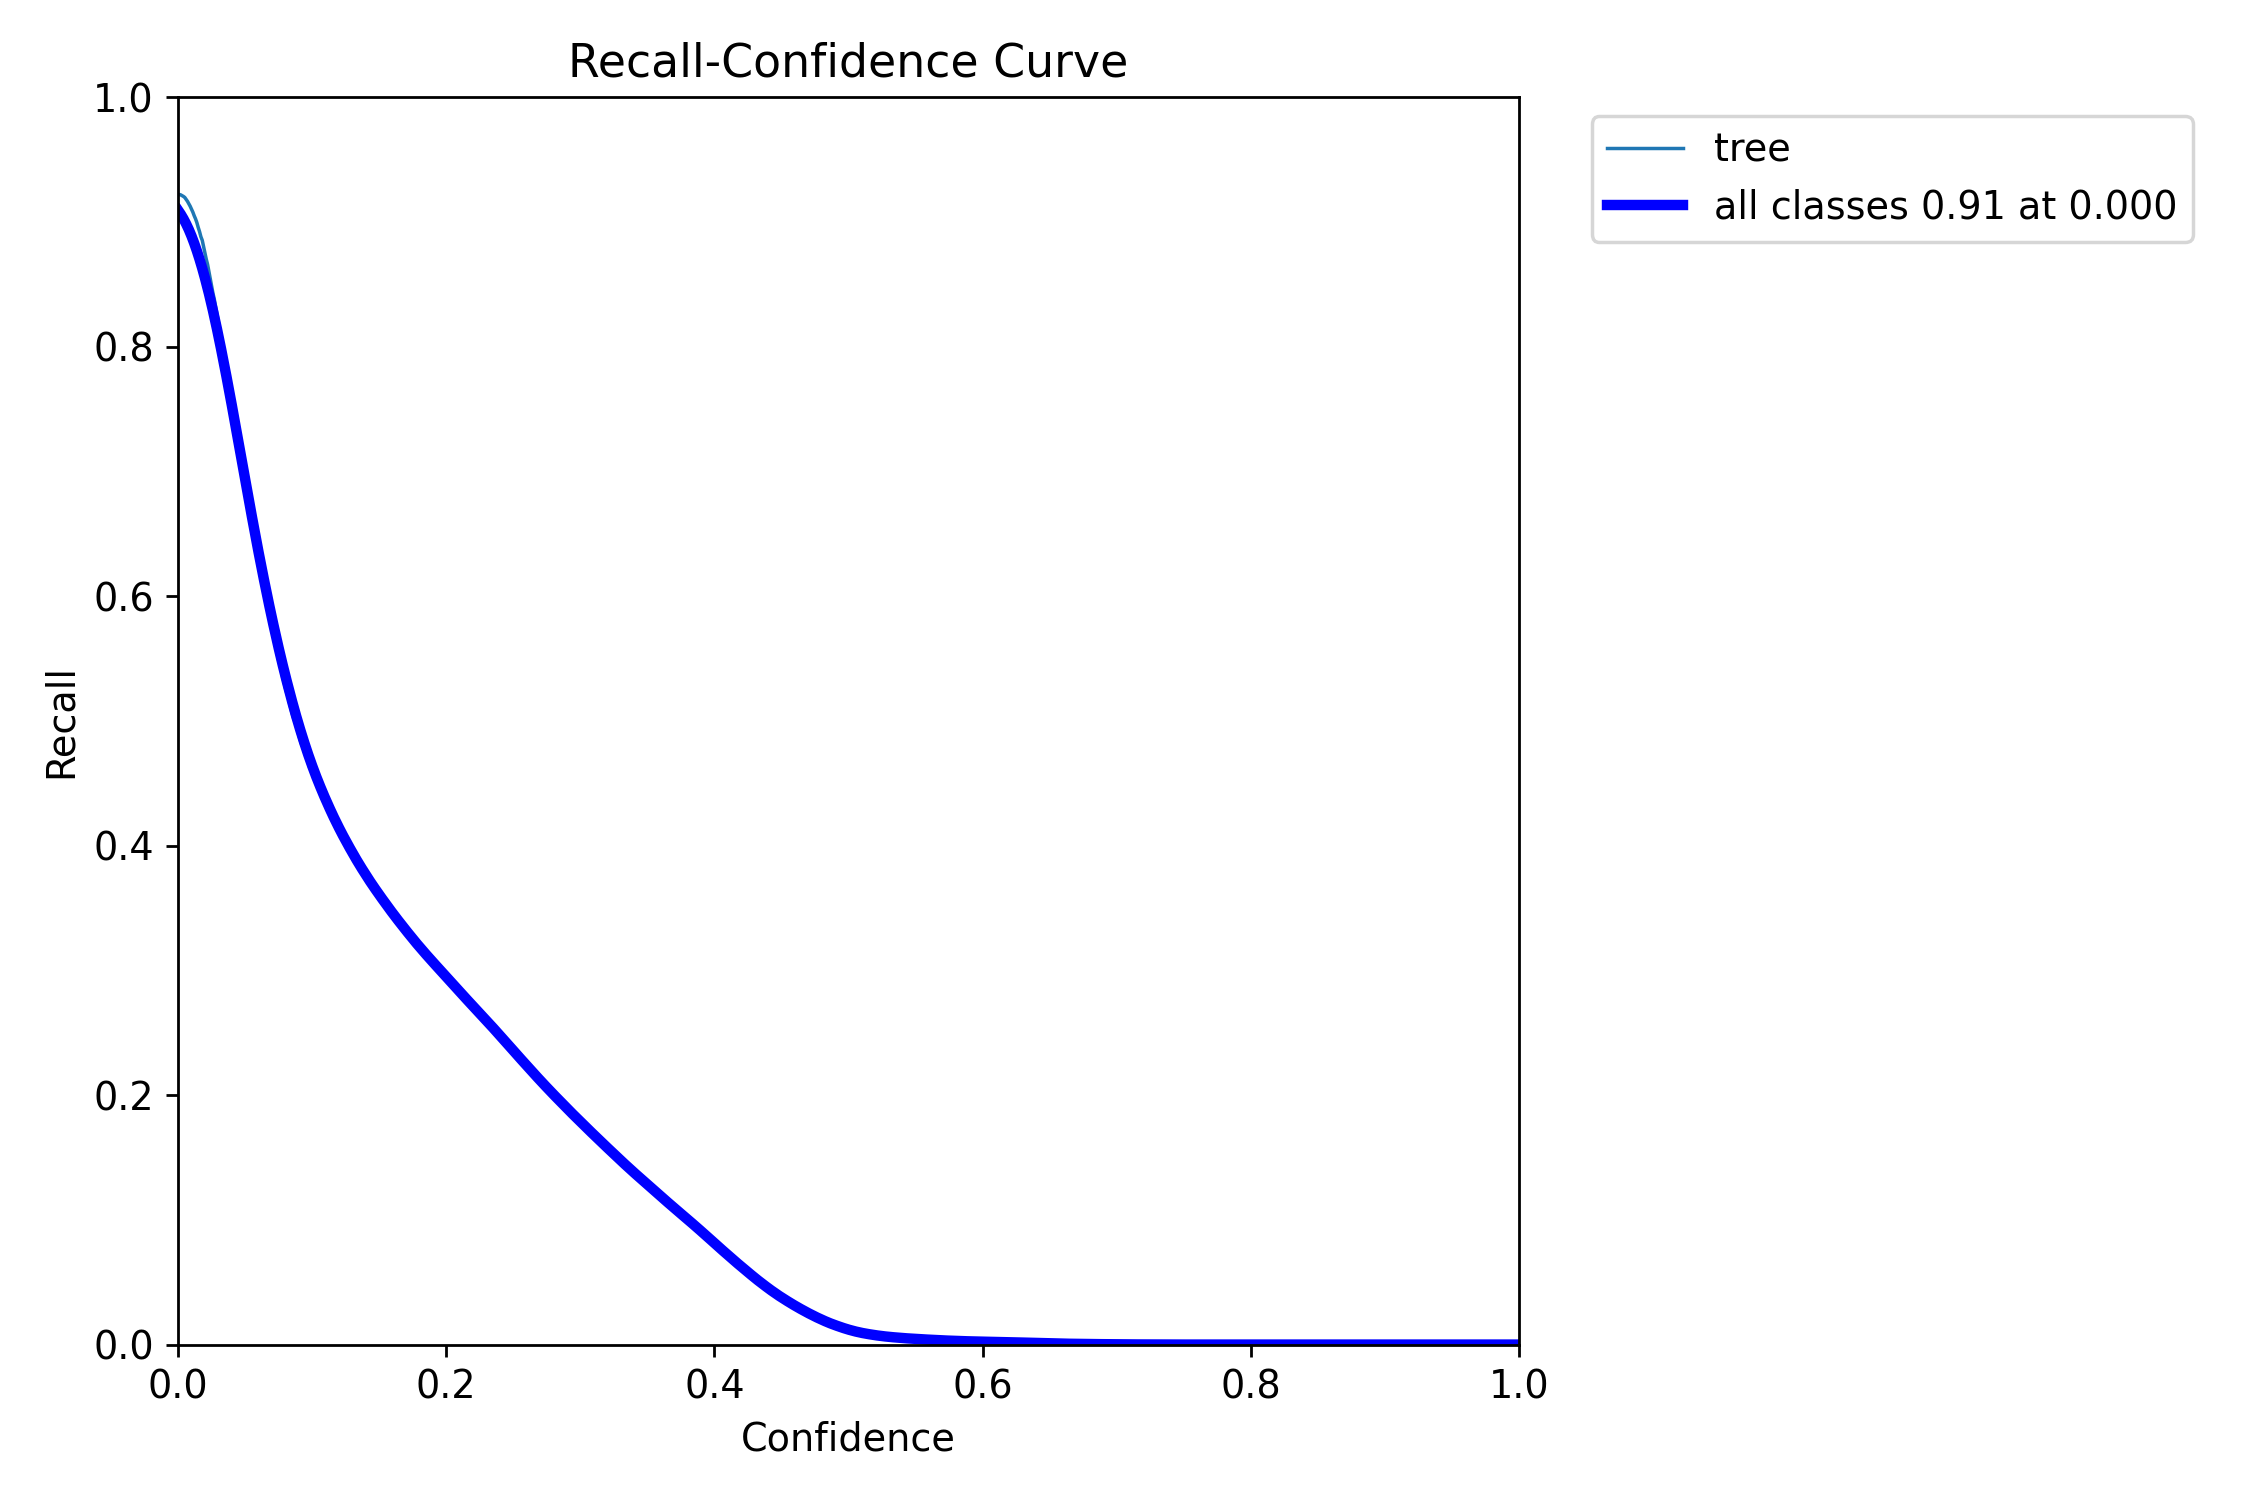 Recall-Confidence Curve
tree
all classes 0.91 at 0.000
1.0
0.8
0.6
0.4
0.2
0.0
Recall
0.0 0.2 0.4 0.6 0.8 1.0
Confidence